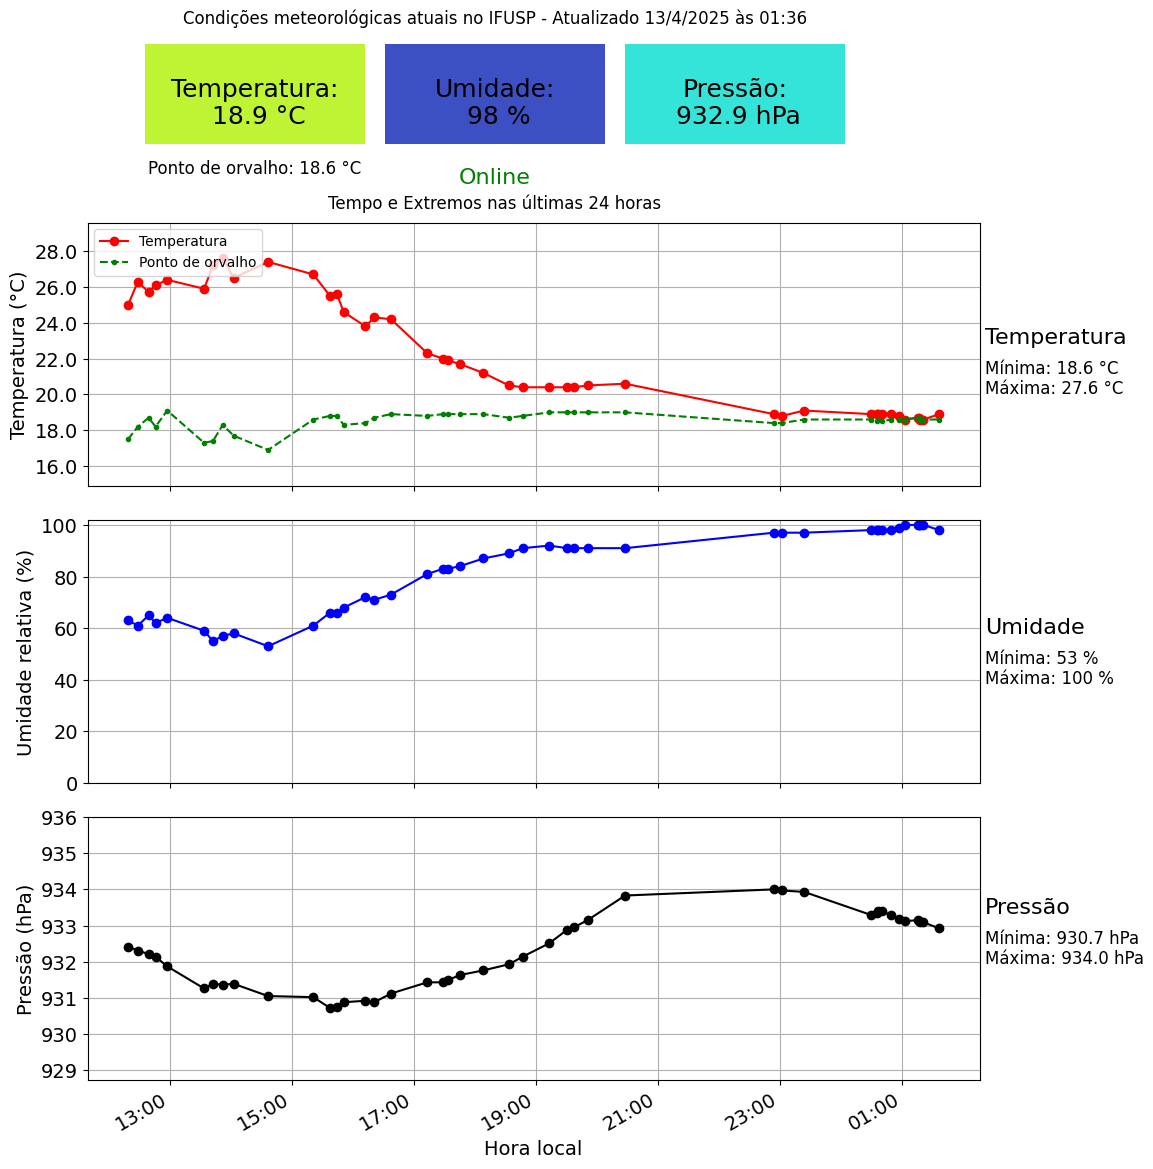 Condições meteorológicas atuais no IFUSP - Atualizado 13/4/2025 às 01:36
Temperatura:
18.9 °C
Umidade:
98 %
Pressão:
932.9 hPa
Ponto de orvalho: 18.6 °C
Online
Tempo e Extremos nas últimas 24 horas
Temperatura (°C)
28.0
26.0
24.0
22.0
20.0
18.0
16.0
Temperatura
Ponto de orvalho
Temperatura
Mínima: 18.6 °C
Máxima: 27.6 °C
Umidade relativa (%)
100
80
60
40
20
0
Umidade
Mínima: 53 %
Máxima: 100 %
Pressão (hPa)
936
935
934
933
932
931
930
929
Pressão
Mínima: 930.7 hPa
Máxima: 934.0 hPa
13:00
15:00
17:00
19:00
21:00
23:00
01:00
Hora local